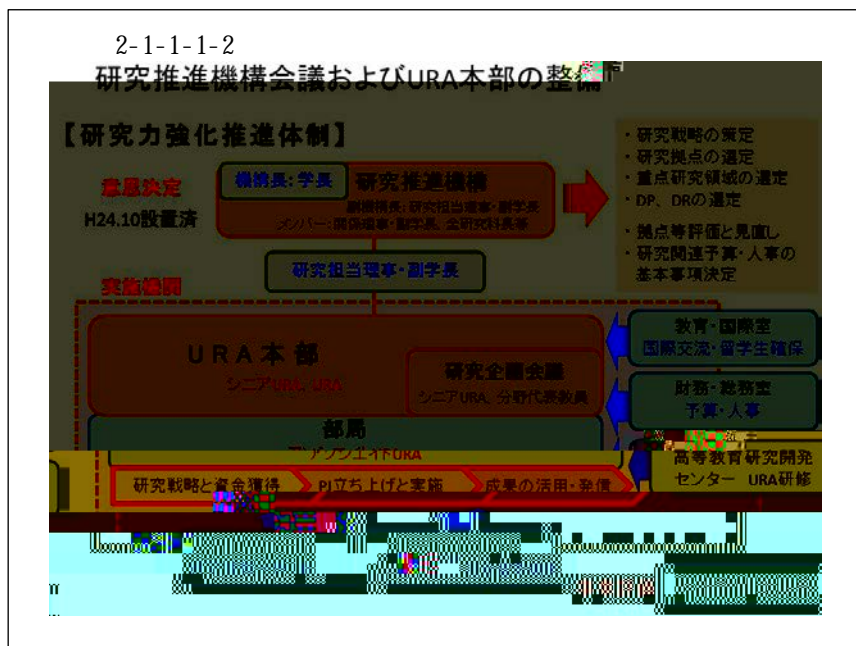 2-1-1-1-2
研究推進機構会議およびURA本部の整備
【研究力強化推進体制】
意思決定
H24.10設置済
機構長:学長
研究推進機構
副機構長:研究担当理事・副学長
メンバー:関係理事・副学長、全研究科長等
・研究戦略の策定
・研究拠点の選定
・重点研究領域の選定
・DP、DRの選定
・拠点等評価と見直し
・研究関連予算・人事の
基本事項決定
研究担当理事・副学長
実施機関
URA本部
シニアURA、URA
研究企画会議
シニアURA、分野代表教員
教育・国際室
国際交流・留学生確保
財務・総務室
予算・人事
部局
アソシエイトURA
研究戦略と資金獲得
PJ立ち上げと実施
成果の活用・発信
高等教育研究開発
センター URA研修